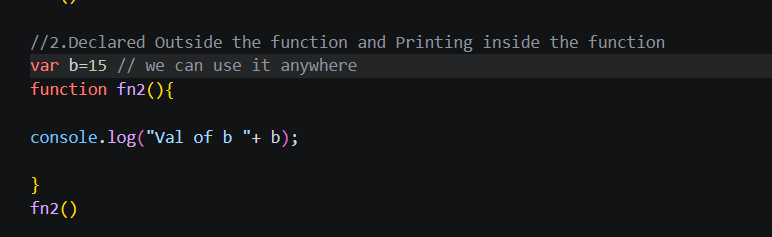 //2.Declared Outside the function and Printing inside the function
var b=15 // we can use it anywhere
function fn2(){
console.log("Val of b "+ b);
}
fn2()